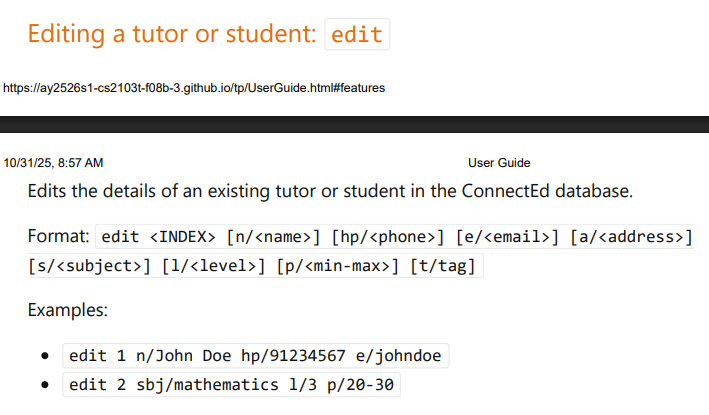 Editing a tutor or student: edit
https://ay2526s1-cs2103t-f08b-3.github.io/tp/UserGuide.html#features
10/31/25, 8:57 AM User Guide
Edits the details of an existing tutor or student in the ConnectEd database.
Format: edit <INDEX> [n/<name>] [hp/<phone>] [e/<email>] [a/<address>]
[s/<subject>] [l/<level>] [p/<min-max>] [t/tag]
Examples:
• edit 1 n/John Doe hp/91234567 e/johndoe
• edit 2 sbj/mathematics l/3 p/20-30